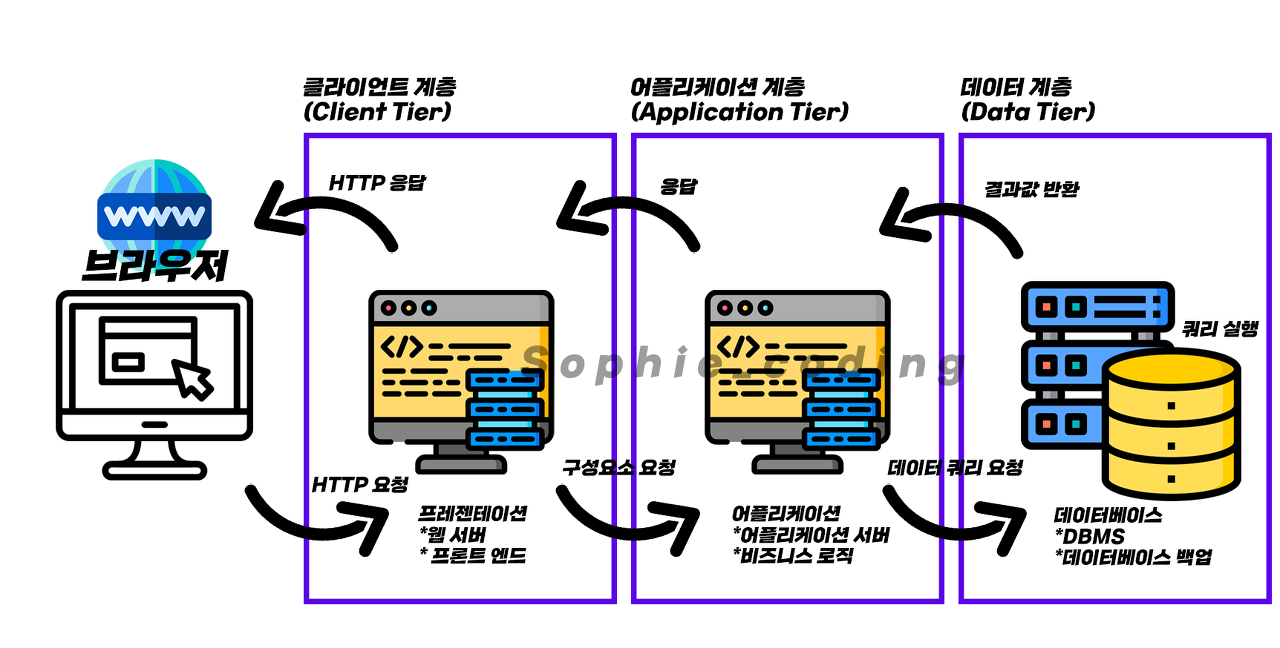 클라이언트 계층
(Client Tier)
어플리케이션 계층
(Application Tier)
데이터 계층
(Data Tier)
HTTP 응답
응답
결과값 반환
www
브라우저
쿼리 실행
Sophie_coding
HTTP 요청
구성요소 요청
데이터 쿼리 요청
프레젠테이션
*웹 서버
* 프론트 엔드
어플리케이션
*어플리케이션 서버
*비즈니스 로직
데이터베이스
*DBMS
*데이터베이스 백업